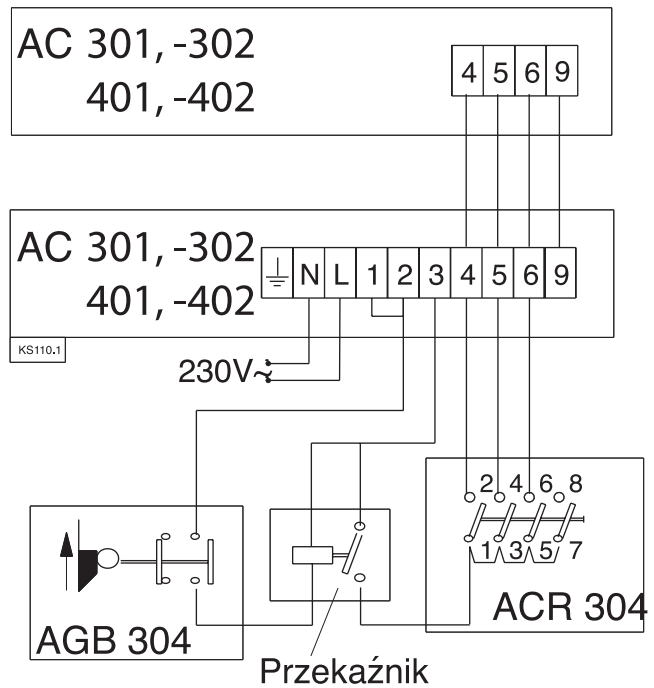 AC 301, -302
401, -402
4 5 6 9
AC 301, -302
401, -402
N L 1 2 3 4 5 6 9
KS110.1
230V~
2 4 6 8
1 3 5 7
AGB 304
ACR 304
Przekaźnik